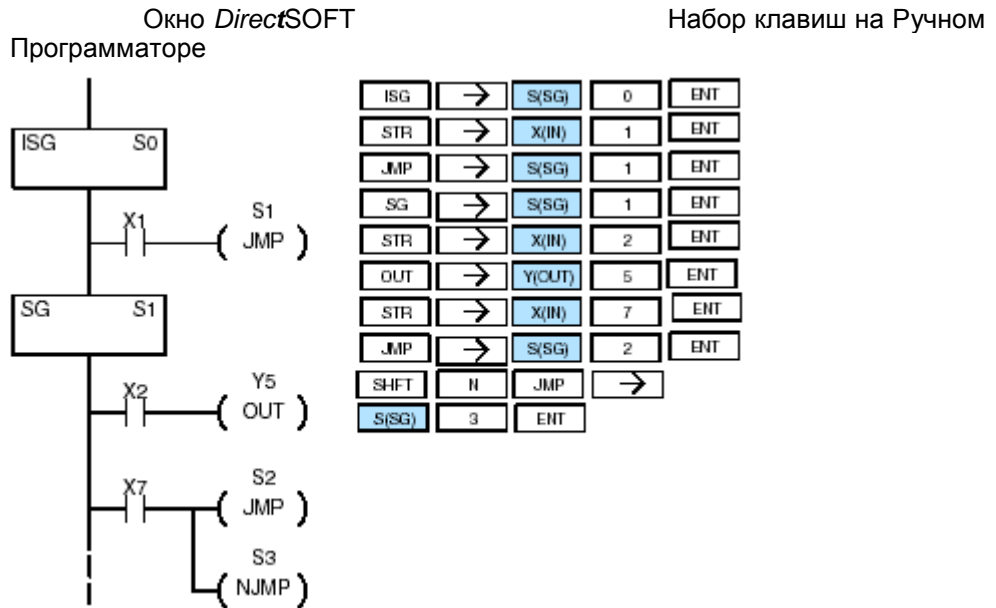 Окно DirectSOFT Набор клавиш на Ручном
Программаторе
ISG S0
X1
S1
JMP
SG S1
X2
Y5
OUT
X7
S2
JMP
S3
NJMP
ISG → S(SG) 0 ENT
STR → X(IN) 1 ENT
JMP → S(SG) 1 ENT
SG → S(SG) 1 ENT
STR → X(IN) 2 ENT
OUT → Y(OUT) 5 ENT
STR → X(IN) 7 ENT
JMP → S(SG) 2 ENT
SHFT N JMP →
S(SG) 3 ENT